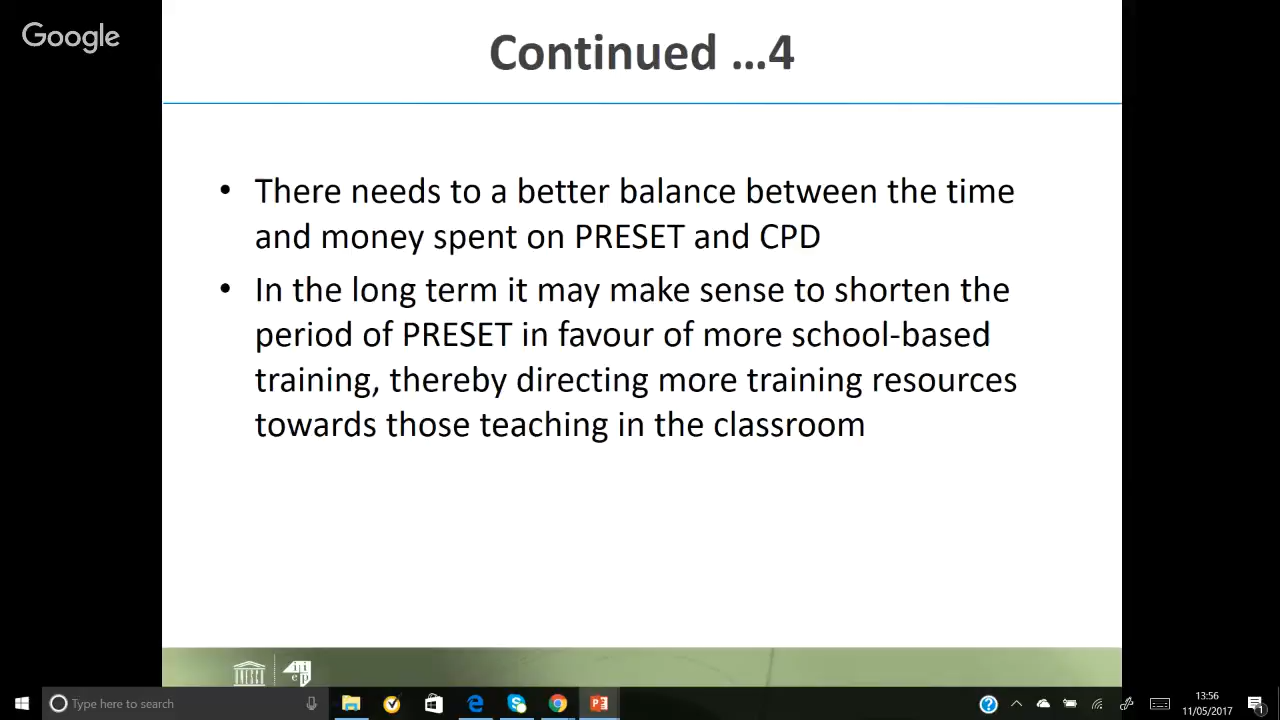 Google
Continued ...4
• There needs to a better balance between the time
and money spent on PRESET and CPD
• In the long term it may make sense to shorten the
period of PRESET in favour of more school-based
training, thereby directing more training resources
towards those teaching in the classroom
Type here to search
13:56
11/05/2017